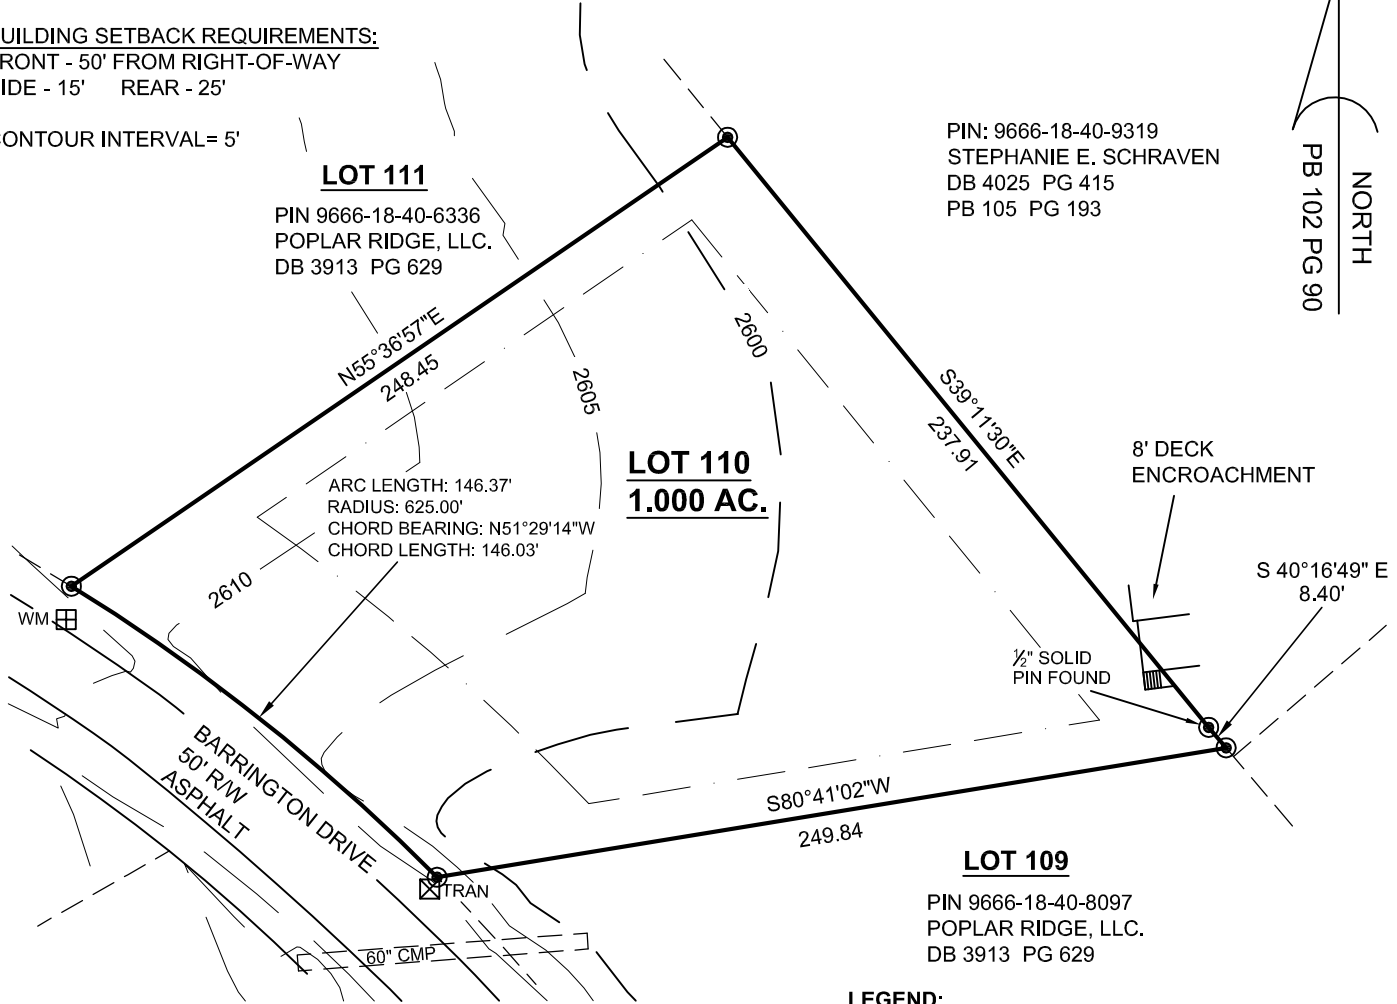 UILDING SETBACK REQUIREMENTS:
RONT - 50' FROM RIGHT-OF-WAY
IDE - 15' REAR - 25'
ONTOUR INTERVAL= 5'
LOT 111
PIN 9666-18-40-6336
POPLAR RIDGE, LLC.
DB 3913 PG 629
PIN: 9666-18-40-9319
STEPHANIE E. SCHRAVEN
DB 4025 PG 415
PB 105 PG 193
NORTH
PB 102 PG 90
N55°36'57"E
248.45
2600
2605
S39°11'30"E
237.91
LOT 110
1.000 AC.
8' DECK
ENCROACHMENT
ARC LENGTH: 146.37'
RADIUS: 625.00'
CHORD BEARING: N51°29'14"W
CHORD LENGTH: 146.03'
2610
S 40°16'49" E
8.40'
WM
½" SOLID
PIN FOUND
BARRINGTON DRIVE
50' R/W
ASPHALT
S80°41'02"W
249.84
TRAN
LOT 109
PIN 9666-18-40-8097
POPLAR RIDGE, LLC.
DB 3913 PG 629
60" CMP
LEGEND: